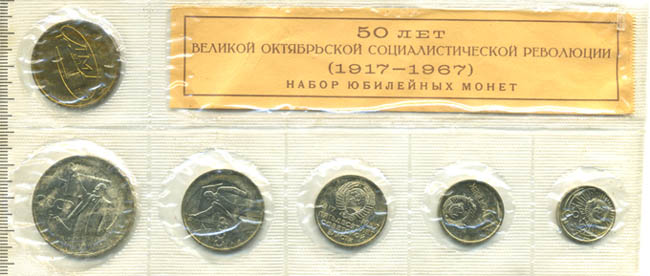 50 ЛЕТ
ВЕЛИКОЙ ОКТЯБРЬСКОЙ СОЦИАЛИСТИЧЕСКОЙ РЕВОЛЮЦИИ
(1917—1967)
НАБОР ЮБИЛЕЙНЫХ МОНЕТ